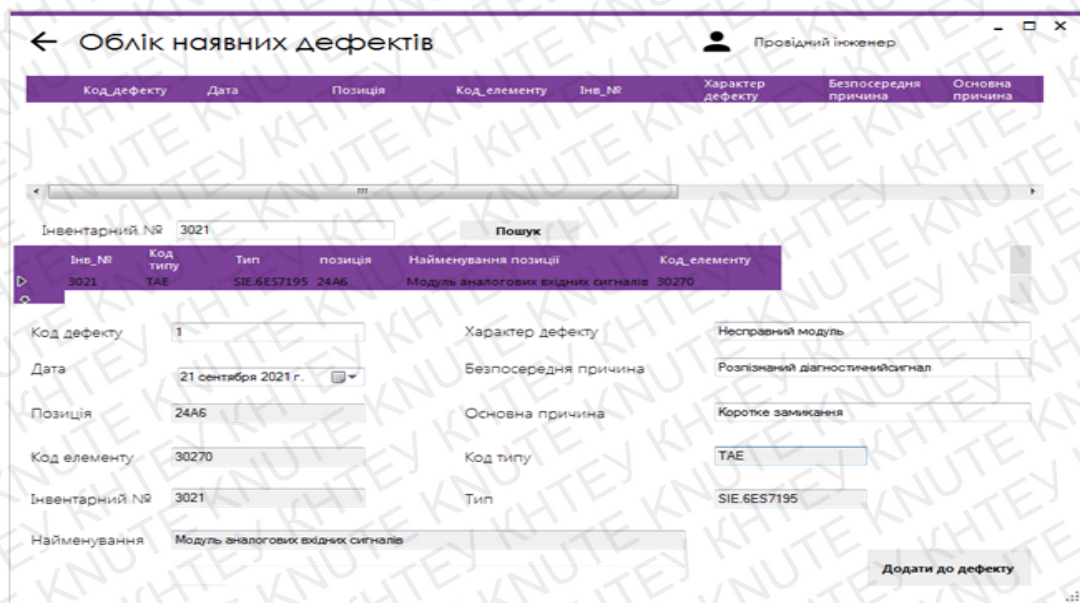 Облік наявних дефектів
Провідний інженер
Код_дефекту Дата Позиція Код_елементу Інв_№ Характер дефекту Безпосередня причина Основна причина
Інвентарний № 3021 Пошук
Інв_№ Код типу Тип позиція Найменування позиції Код_елементу
3021 TAE SIE.6ES7195 24A6 Модуль аналогових вхідних сигналів 30270
Код дефекту 1 Характер дефекту Несправний модуль
Дата 21 сентября 2021 г. Безпосередня причина Розпізнаний діагностичнийсигнал
Позиція 24A6 Основна причина Коротке замикання
Код елементу 30270 Код типу TAE
Інвентарний № 3021 Тип SIE.6ES7195
Найменування Модуль аналогових вхідних сигналів
Додати до дефекту